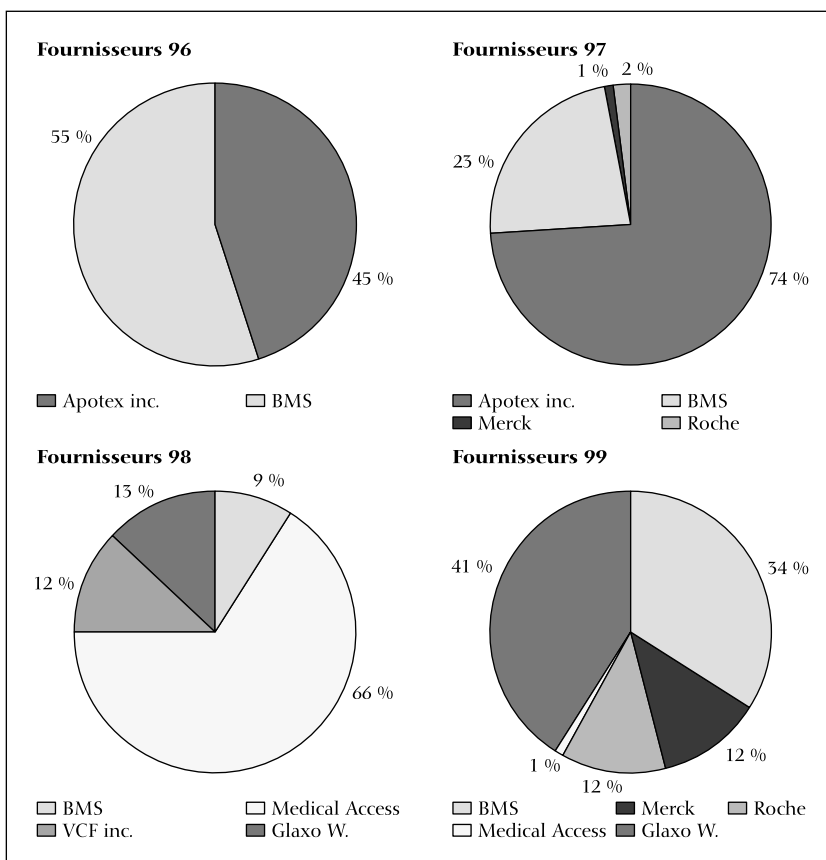 Fournisseurs 96
55 %
45 %
Apotex inc. BMS
Fournisseurs 97
1 % 2 %
23 %
74 %
Apotex inc. BMS
Merck Roche
Fournisseurs 98
13 % 9 %
12 %
66 %
BMS Medical Access
VCF inc. Glaxo W.
Fournisseurs 99
41 % 34 %
1 % 12 % 12 %
BMS Merck Roche
Medical Access Glaxo W.